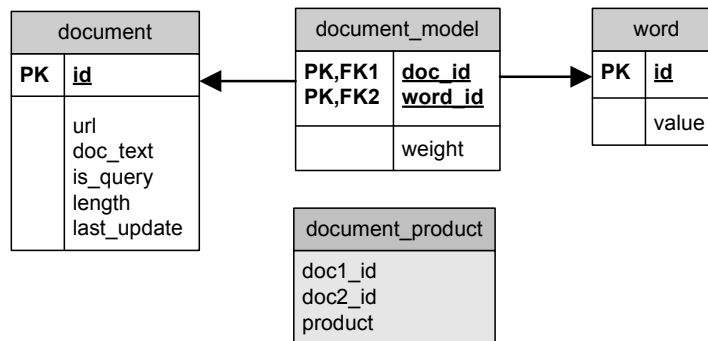 document
PK id
url
doc_text
is_query
length
last_update
document_model
PK,FK1 doc_id
PK,FK2 word_id
weight
word
PK id
value
document_product
doc1_id
doc2_id
product